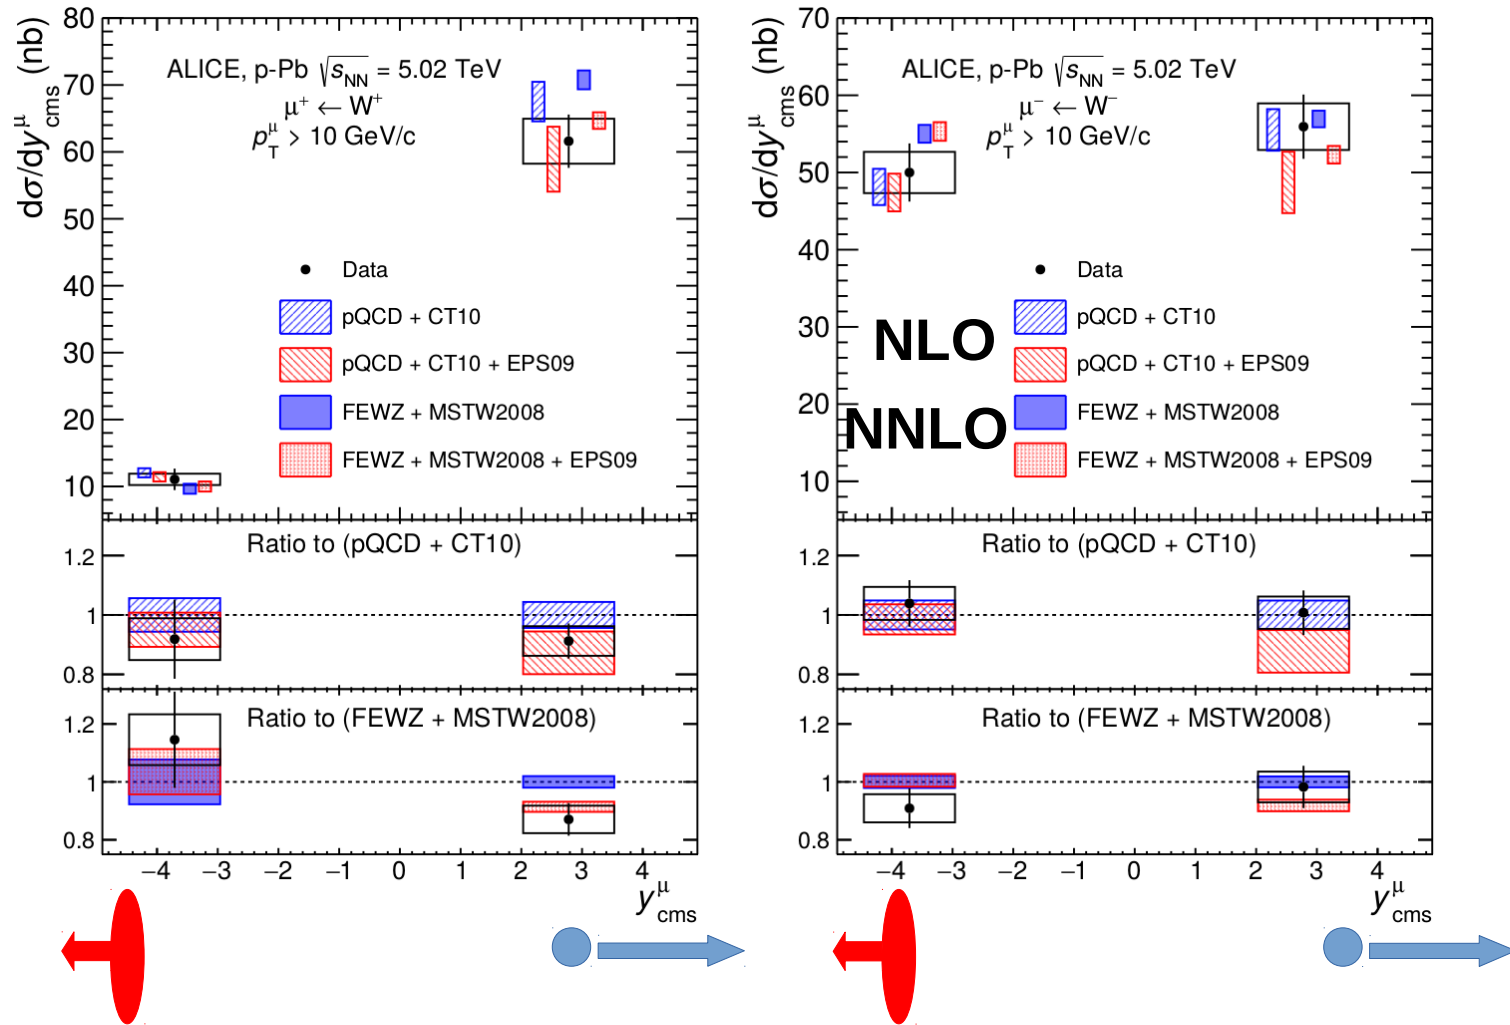 dσ/dy^μ_cms (nb)
80
70
60
50
40
30
20
10
ALICE, p-Pb √s_NN = 5.02 TeV
μ⁺ ← W⁺
p_T^μ > 10 GeV/c
Data
pQCD + CT10
pQCD + CT10 + EPS09
FEWZ + MSTW2008
FEWZ + MSTW2008 + EPS09
Ratio to (pQCD + CT10)
1.2
1
0.8
Ratio to (FEWZ + MSTW2008)
1.2
1
0.8
−4 −3 −2 −1 0 1 2 3 4
y^μ_cms
dσ/dy^μ_cms (nb)
70
60
50
40
30
20
10
ALICE, p-Pb √s_NN = 5.02 TeV
μ⁻ ← W⁻
p_T^μ > 10 GeV/c
Data
NLO
pQCD + CT10
pQCD + CT10 + EPS09
NNLO
FEWZ + MSTW2008
FEWZ + MSTW2008 + EPS09
Ratio to (pQCD + CT10)
1.2
1
0.8
Ratio to (FEWZ + MSTW2008)
1.2
1
0.8
−4 −3 −2 −1 0 1 2 3 4
y^μ_cms